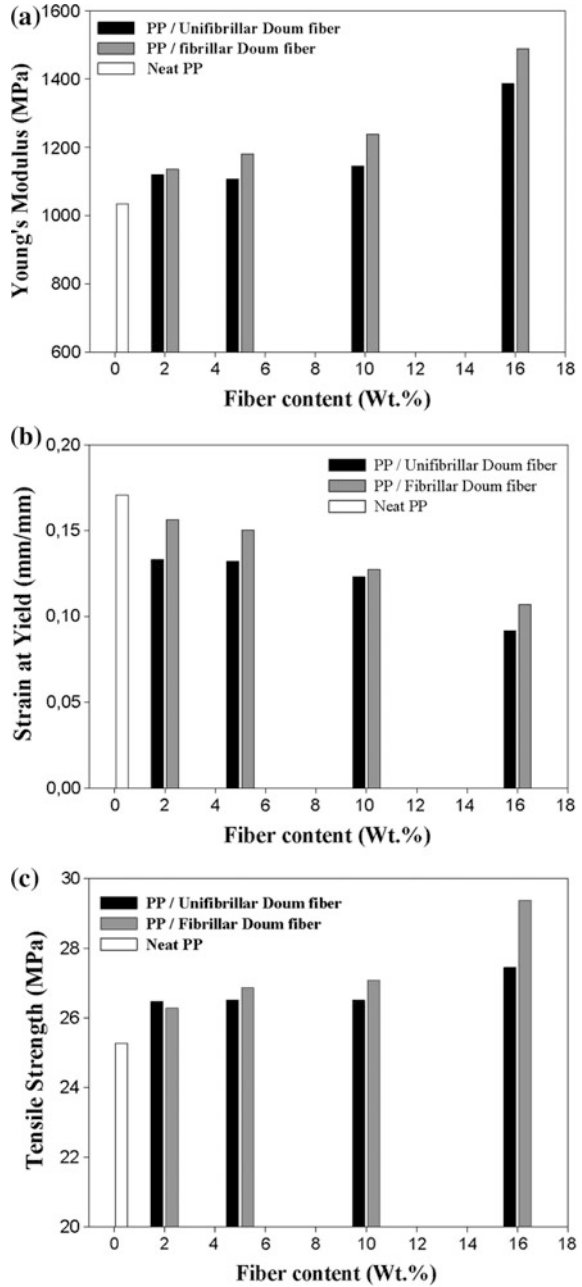 (a)
PP / Unifibrillar Doum fiber
PP / fibrillar Doum fiber
Neat PP
Young's Modulus (MPa)
1600
1400
1200
1000
800
600
0 2 4 6 8 10 12 14 16 18
Fiber content (Wt.%)
(b)
PP / Unifibrillar Doum fiber
PP / Fibrillar Doum fiber
Neat PP
Strain at Yield (mm/mm)
0,20
0,15
0,10
0,05
0,00
0 2 4 6 8 10 12 14 16 18
Fiber content (Wt.%)
(c)
PP / Unifibrillar Doum fiber
PP / Fibrillar Doum fiber
Neat PP
Tensile Strength (MPa)
30
28
26
24
22
20
0 2 4 6 8 10 12 14 16 18
Fiber content (Wt.%)